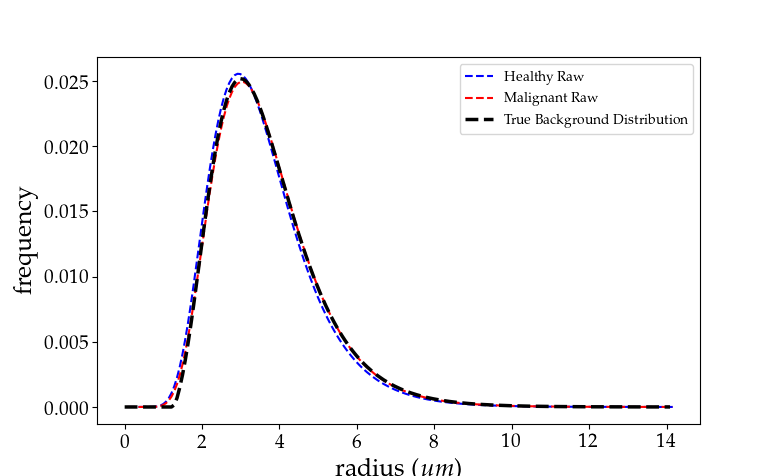 Healthy Raw
Malignant Raw
True Background Distribution
0.025
0.020
0.015
0.010
0.005
0.000
frequency
0 2 4 6 8 10 12 14
radius (um)